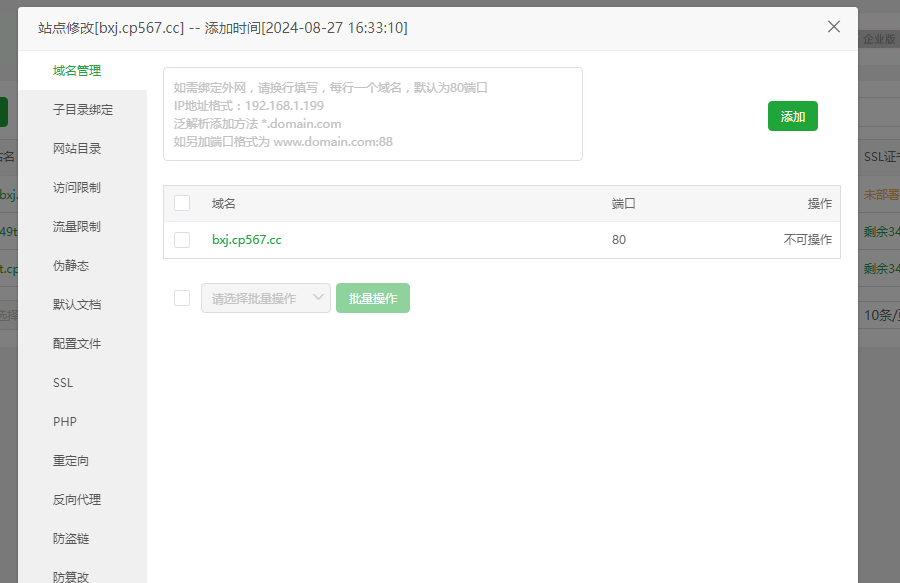 站点修改[bxj.cp567.cc] -- 添加时间[2024-08-27 16:33:10]
企业版
域名管理
子目录绑定
网站目录
访问限制
流量限制
伪静态
默认文档
配置文件
SSL
PHP
重定向
反向代理
防盗链
防篡改
如需绑定外网，请换行填写，每行一个域名，默认为80端口
IP地址格式：192.168.1.199
泛解析添加方法 *.domain.com
如另加端口格式为 www.domain.com:88
添加
域名 端口 操作
bxj.cp567.cc 80 不可操作
请选择批量操作 批量操作
名
bxj.
49t
t.cp
选择
SSL证书
未部署
剩余34
剩余34
10条/